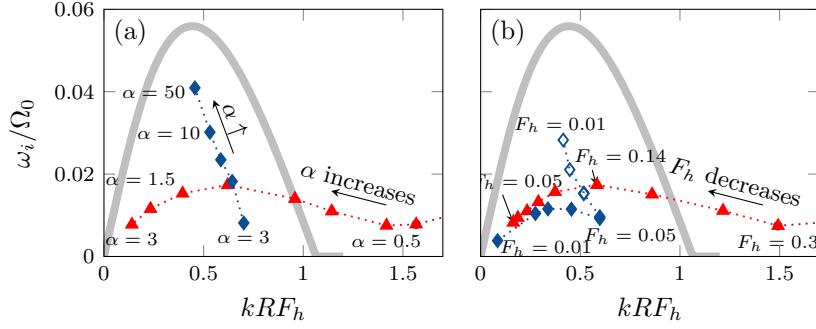 0.06
0.04
0.02
0
ω_i/Ω_0
(a)
α = 50
α = 10
α ↑
α = 1.5
α = 3
α = 3
α increases
α = 0.5
0
0.5
1
1.5
kRF_h
(b)
F_h = 0.01
F_h = 0.14
F_h = 0.05
F_h decreases
F_h = 0.01
F_h = 0.05
F_h = 0.3
0
0.5
1
1.5
kRF_h